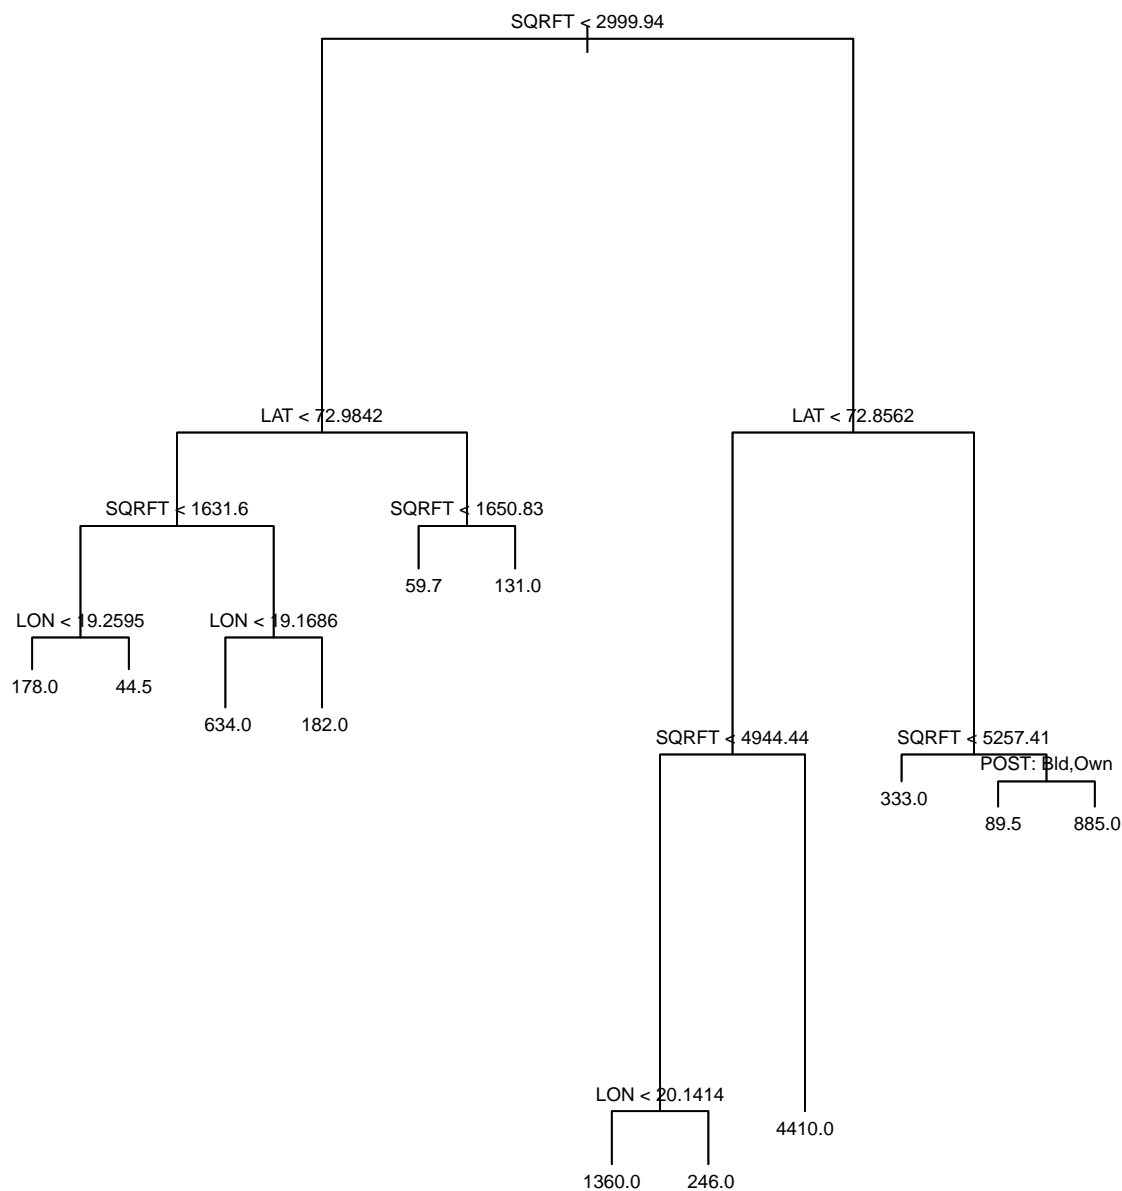 SQRFT < 2999.94
LAT < 72.9842
LAT < 72.8562
SQRFT < 1631.6
SQRFT < 1650.83
59.7
131.0
LON < 19.2595
LON < 19.1686
178.0
44.5
634.0
182.0
SQRFT < 4944.44
SQRFT < 5257.41
POST: Bld,Own
333.0
89.5
885.0
LON < 20.1414
4410.0
1360.0
246.0